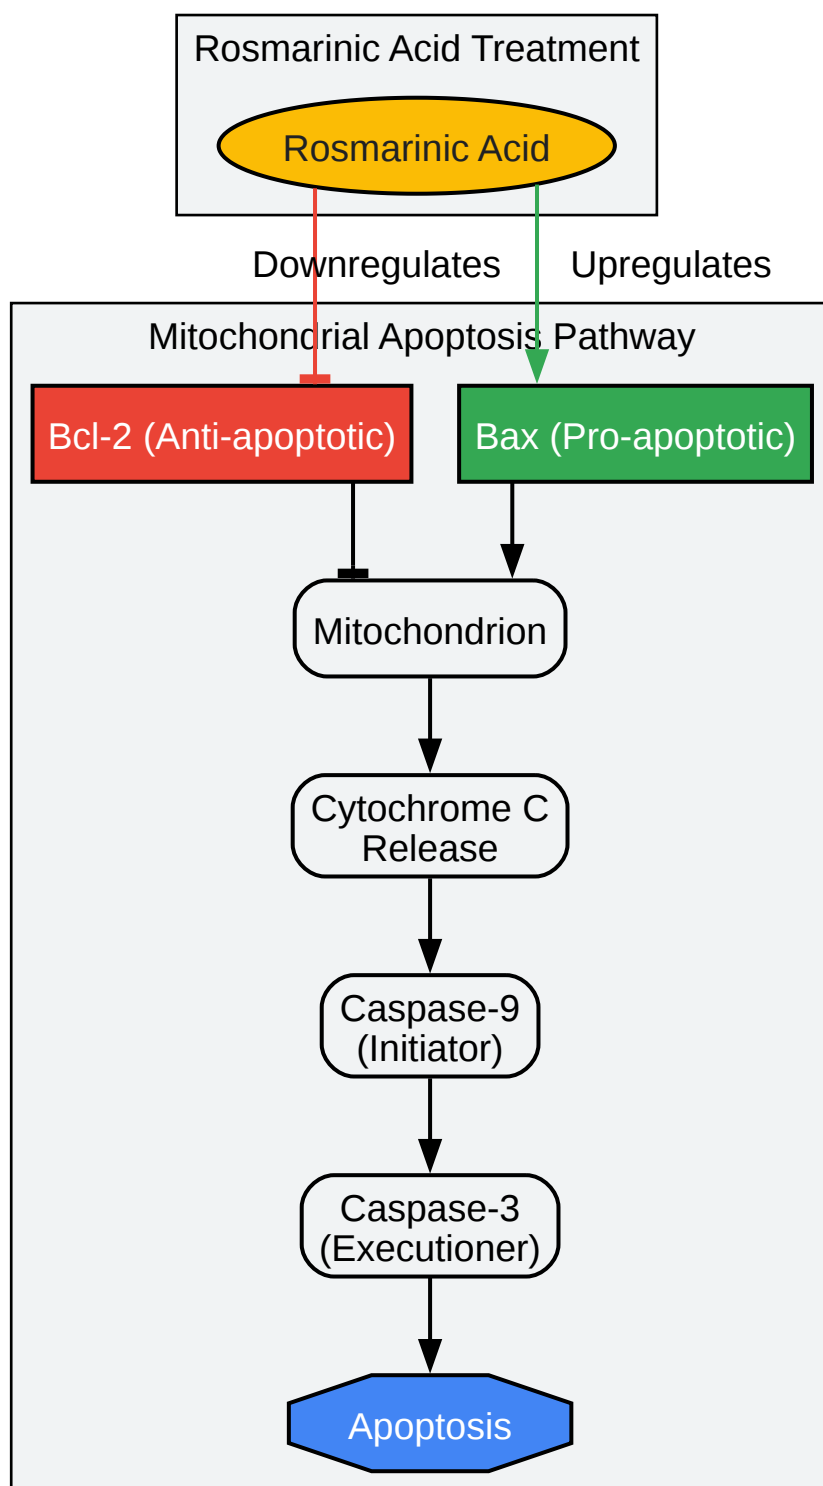 Rosmarinic Acid Treatment
Rosmarinic Acid
Downregulates
Upregulates
Mitochondrial Apoptosis Pathway
Bcl-2 (Anti-apoptotic)
Bax (Pro-apoptotic)
Mitochondrion
Cytochrome C
Release
Caspase-9
(Initiator)
Caspase-3
(Executioner)
Apoptosis